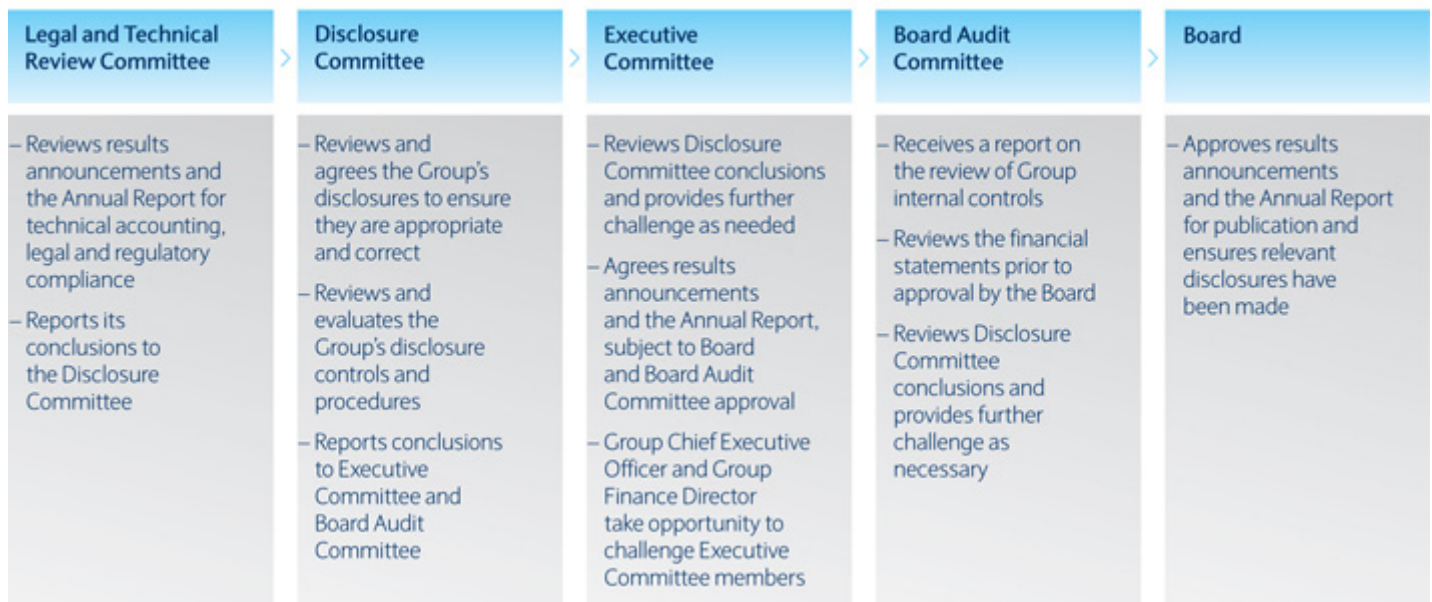 Legal and Technical
Review Committee
Disclosure
Committee
Executive
Committee
Board Audit
Committee
Board
– Reviews results
announcements and
the Annual Report for
technical accounting,
legal and regulatory
compliance
– Reports its
conclusions to
the Disclosure
Committee
– Reviews and
agrees the Group’s
disclosures to ensure
they are appropriate
and correct
– Reviews and
evaluates the
Group’s disclosure
controls and
procedures
– Reports conclusions
to Executive
Committee and
Board Audit
Committee
– Reviews Disclosure
Committee conclusions
and provides further
challenge as needed
– Agrees results
announcements
and the Annual Report,
subject to Board
and Board Audit
Committee approval
– Group Chief Executive
Officer and Group
Finance Director
take opportunity to
challenge Executive
Committee members
– Receives a report on
the review of Group
internal controls
– Reviews the financial
statements prior to
approval by the Board
– Reviews Disclosure
Committee
conclusions and
provides further
challenge as
necessary
– Approves results
announcements
and the Annual Report
for publication and
ensures relevant
disclosures have
been made